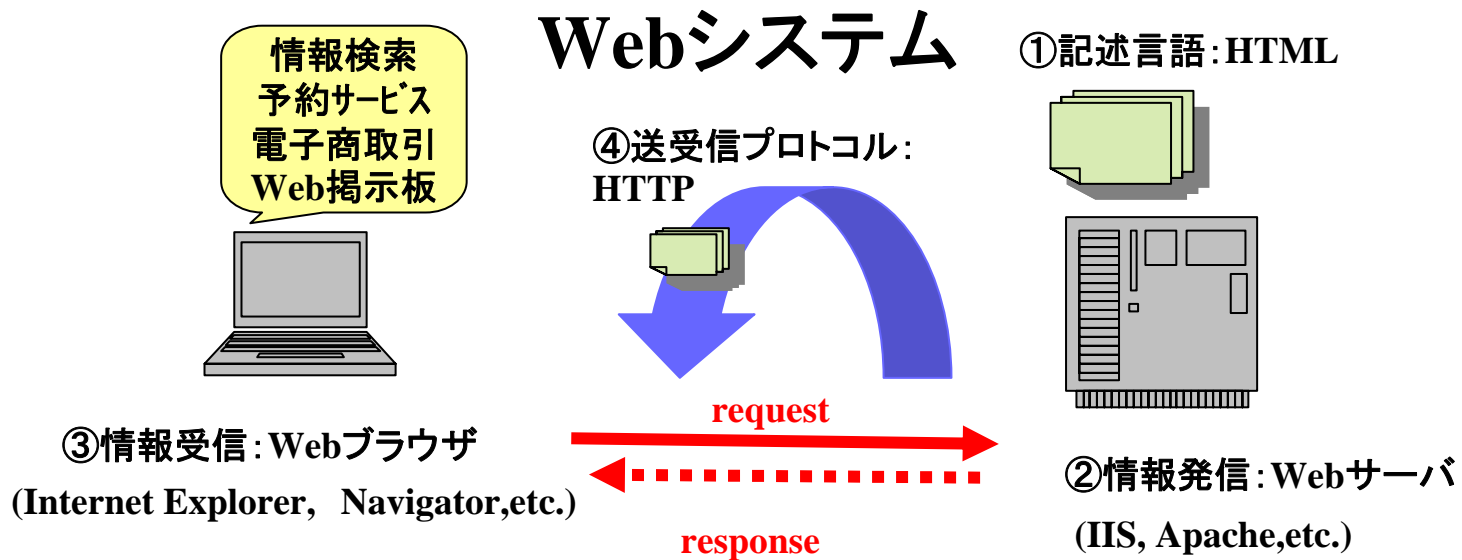 Webシステム
①記述言語：HTML
情報検索
予約ｻｰﾋﾞｽ
電子商取引
Web掲示板
④送受信プロトコル：
HTTP
request
③情報受信：Webブラウザ
(Internet Explorer, Navigator,etc.)
②情報発信：Webサーバ
(IIS, Apache,etc.)
response